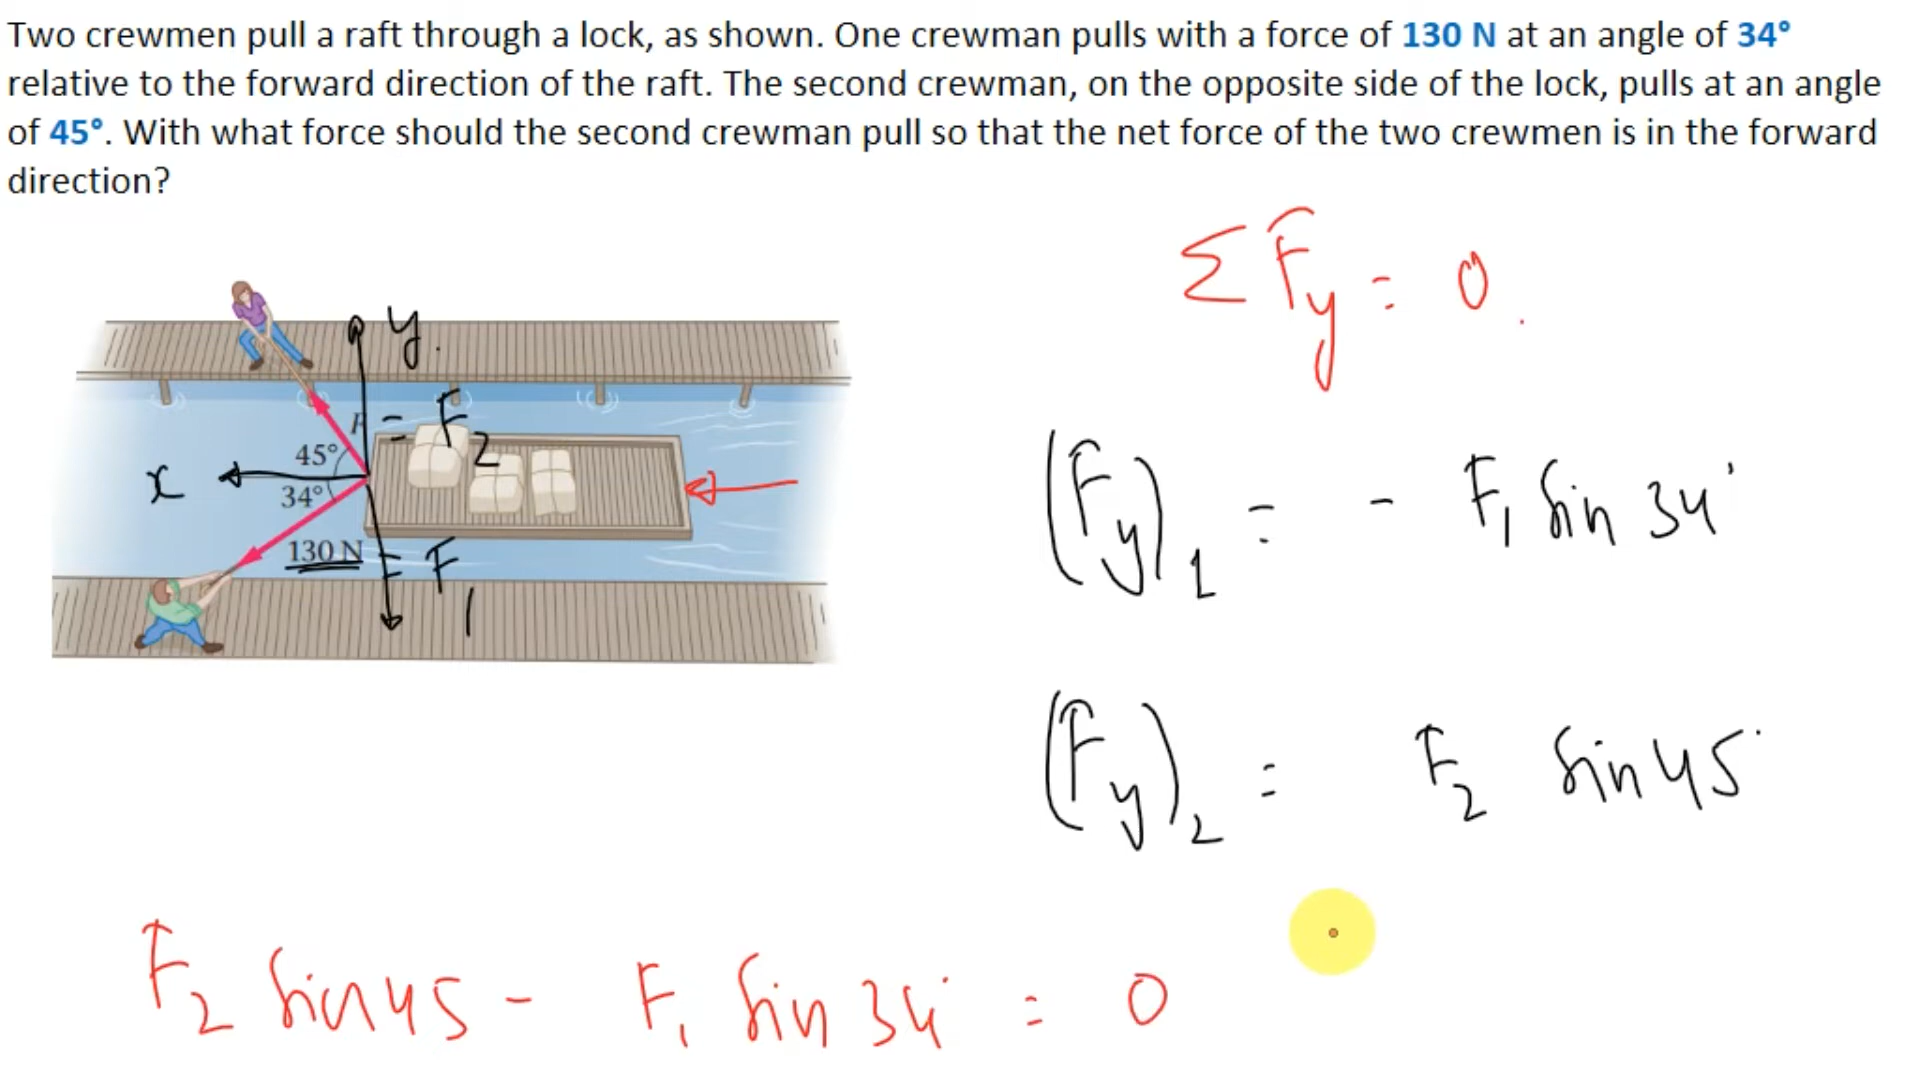 Two crewmen pull a raft through a lock, as shown. One crewman pulls with a force of 130 N at an angle of 34°
relative to the forward direction of the raft. The second crewman, on the opposite side of the lock, pulls at an angle
of 45°. With what force should the second crewman pull so that the net force of the two crewmen is in the forward
direction?
ΣFy = 0.
y.
F = F2
45°
x
34°
130 N = F1
(Fy)1 = - F1 sin 34°
(Fy)2 = F2 sin 45°
F2 sin 45 - F1 sin 34° = 0